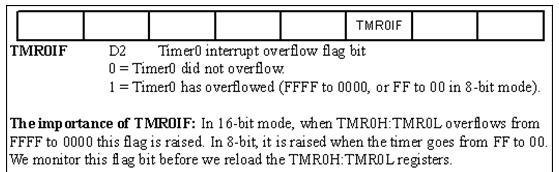 TMR0IF
TMR0IF D2 Timer0 interrupt overflow flag bit
0 = Timer0 did not overflow.
1 = Timer0 has overflowed (FFFF to 0000, or FF to 00 in 8-bit mode).
The importance of TMR0IF: In 16-bit mode, when TMR0H:TMR0L overflows from
FFFF to 0000 this flag is raised. In 8-bit, it is raised when the timer goes from FF to 00.
We monitor this flag bit before we reload the TMR0H:TMR0L registers.